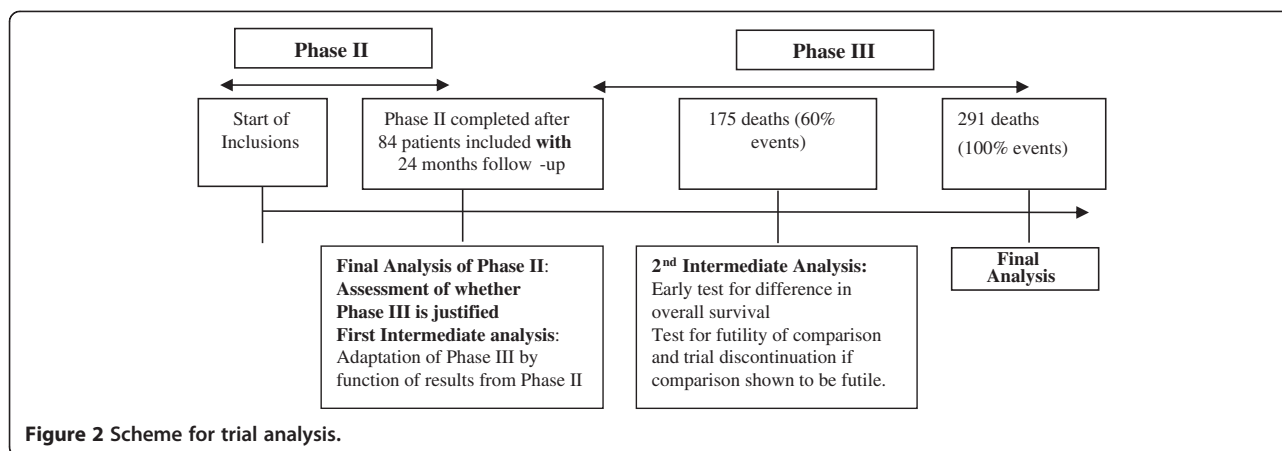 Phase II
Phase III
Start of
Inclusions
Phase II completed after
84 patients included with
24 months follow -up
175 deaths (60%
events)
291 deaths
(100% events)
Final Analysis of Phase II:
Assessment of whether
Phase III is justified
First Intermediate analysis:
Adaptation of Phase III by
function of results from Phase II
2nd Intermediate Analysis:
Early test for difference in
overall survival
Test for futility of comparison
and trial discontinuation if
comparison shown to be futile.
Final
Analysis
Figure 2 Scheme for trial analysis.